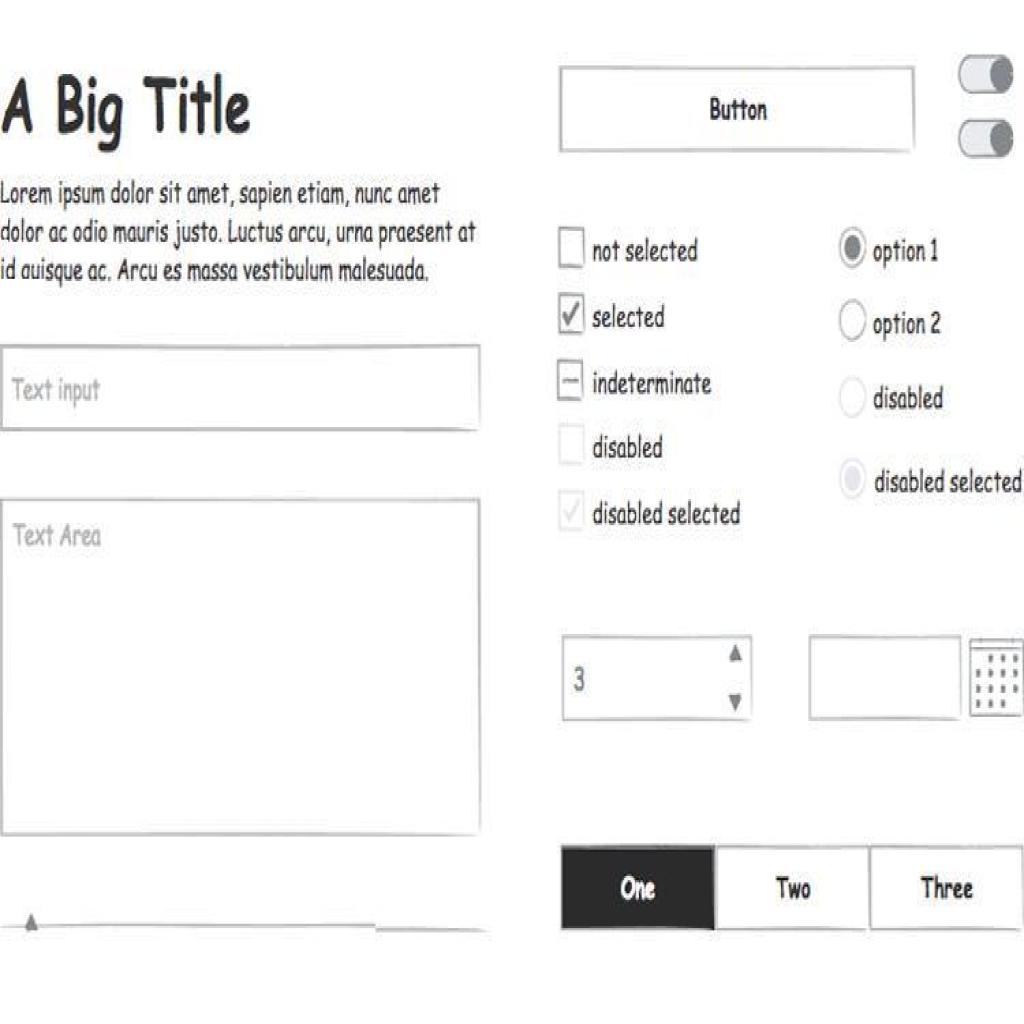 A Big Title
Lorem ipsum dolor sit amet, sapien etiam, nunc amet
dolor ac odio mauris justo. Luctus arcu, urna praesent at
id auisque ac. Arcu es massa vestibulum malesuada.
Text input
Text Area
Button
not selected
selected
indeterminate
disabled
disabled selected
option 1
option 2
disabled
disabled selected
3
One
Two
Three